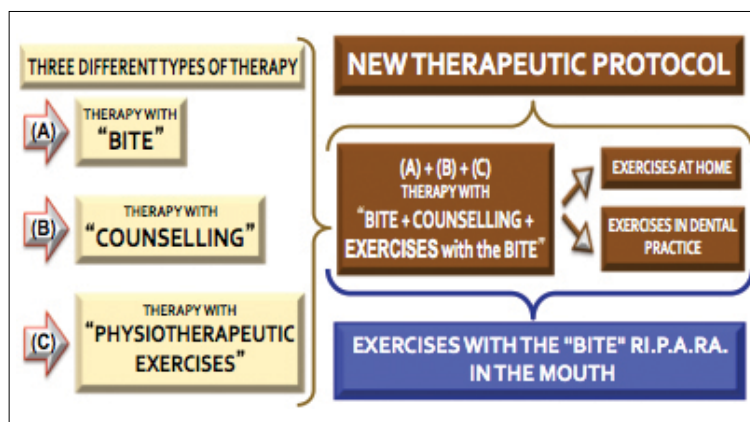 THREE DIFFERENT TYPES OF THERAPY
(A)
THERAPY WITH
“BITE”
(B)
THERAPY WITH
“COUNSELLING”
(C)
THERAPY WITH
“PHYSIOTHERAPEUTIC
EXERCISES”
NEW THERAPEUTIC PROTOCOL
(A) + (B) + (C)
THERAPY WITH
“BITE + COUNSELLING +
EXERCISES with the BITE”
EXERCISES AT HOME
EXERCISES IN DENTAL
PRACTICE
EXERCISES WITH THE "BITE" RI.P.A.RA.
IN THE MOUTH